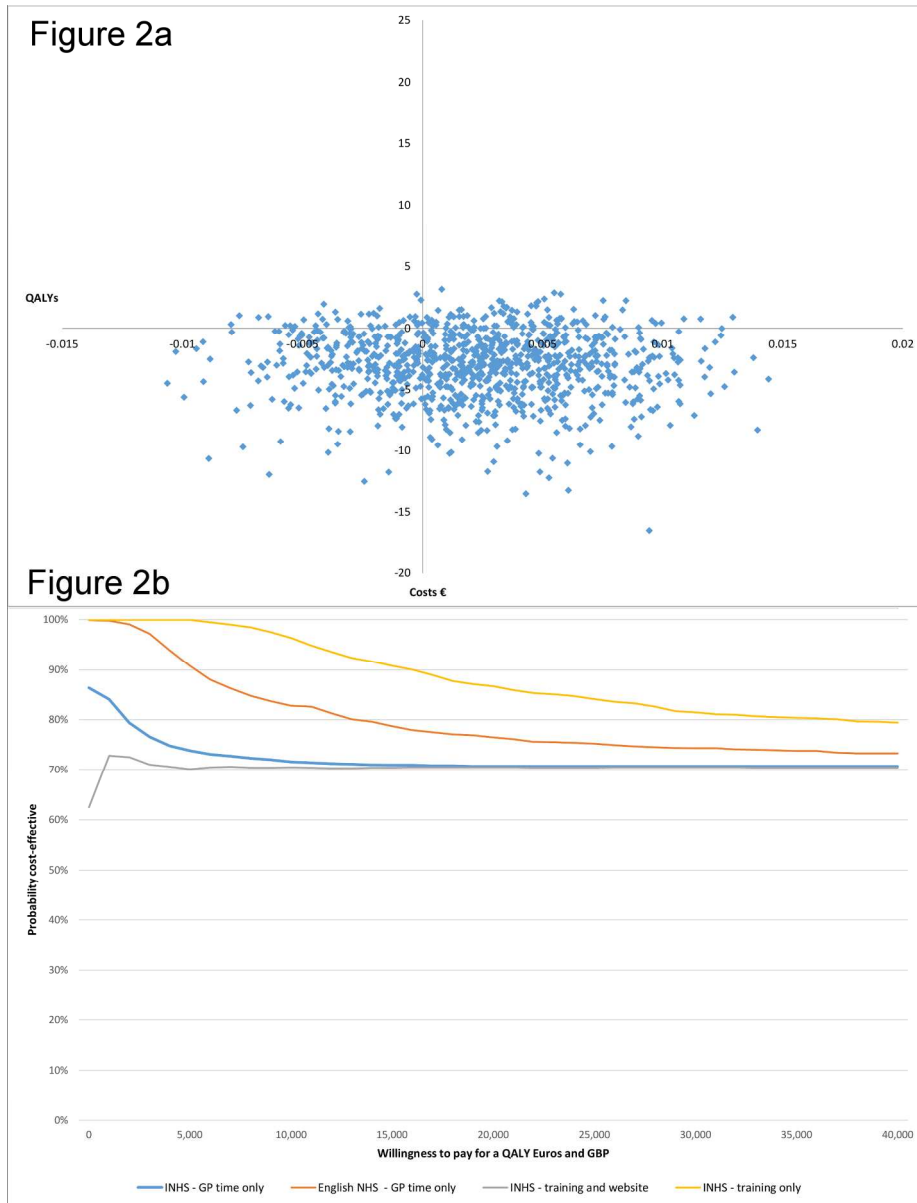 Figure 2a
25
20
15
10
5
QALYs
0
-0.015 -0.01 -0.005 0 0.005 0.01 0.015 0.02
-5
-10
-15
-20
Costs €
Figure 2b
100%
90%
80%
70%
60%
50%
40%
30%
20%
10%
0%
Probability cost-effective
0 5,000 10,000 15,000 20,000 25,000 30,000 35,000 40,000
Willingness to pay for a QALY Euros and GBP
INHS - GP time only English NHS - GP time only INHS - training and website INHS - training only